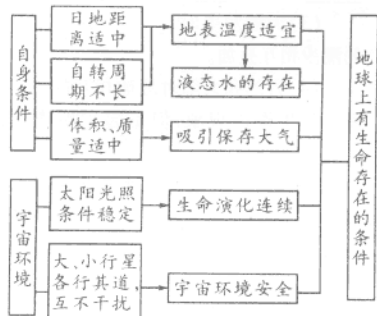 自身条件
日地距
离适中
自转周
期不长
体积、质
量适中
地表温度适宜
液态水的存在
吸引保存大气
宇宙环境
太阳光照
条件稳定
大、小行星
各行其道,
互不干扰
生命演化连续
宇宙环境安全
地球上有生命存在的条件